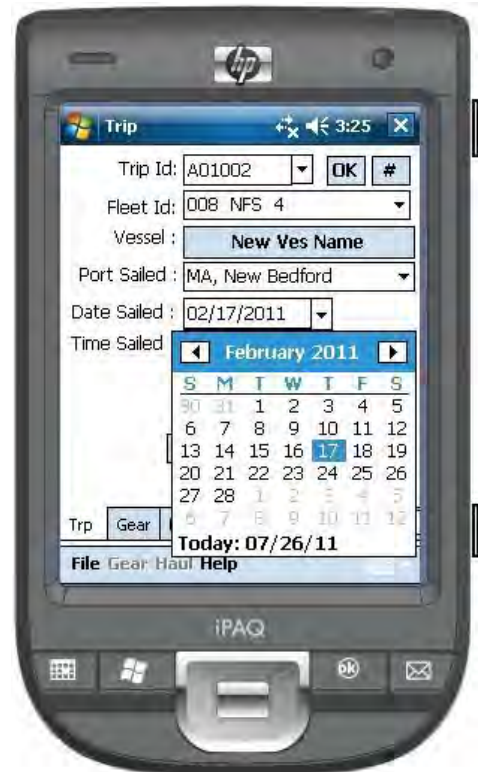 hp
Trip 3:25
Trip Id: A01002 OK #
Fleet Id: 008 NFS 4
Vessel : New Ves Name
Port Sailed : MA, New Bedford
Date Sailed : 02/17/2011
Time Sailed
February 2011
S M T W T F S
30 31 1 2 3 4 5
6 7 8 9 10 11 12
13 14 15 16 17 18 19
20 21 22 23 24 25 26
27 28 1 2 3 4 5
6 7 8 9 10 11 12
Today: 07/26/11
Trp Gear
File Gear Haul Help
iPAQ
ok